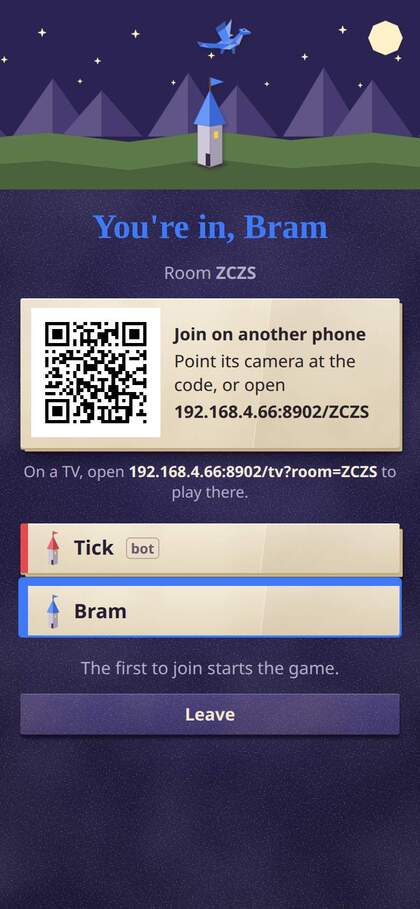 You're in, Bram
Room ZCZS
Join on another phone
Point its camera at the
code, or open
192.168.4.66:8902/ZCZS
On a TV, open 192.168.4.66:8902/tv?room=ZCZS to
play there.
Tick bot
Bram
The first to join starts the game.
Leave